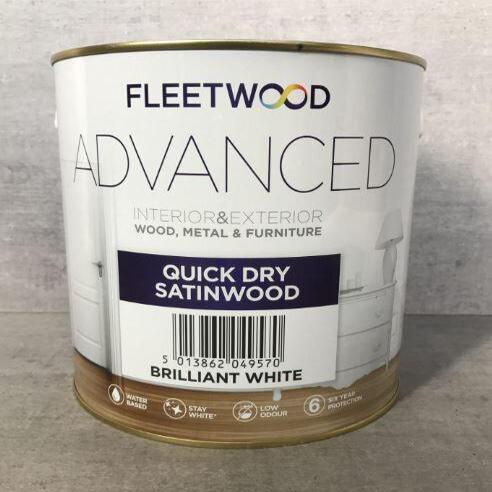 FLEETWOOD
ADVANCED
INTERIOR&EXTERIOR
WOOD, METAL & FURNITURE
QUICK DRY
SATINWOOD
5 013862 049570
BRILLIANT WHITE
WATER BASED
STAY WHITE*
LOW ODOUR
6 SIX YEAR PROTECTION